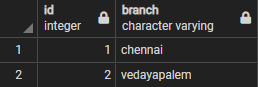 id branch
integer character varying
1 1 chennai
2 2 vedayapalem